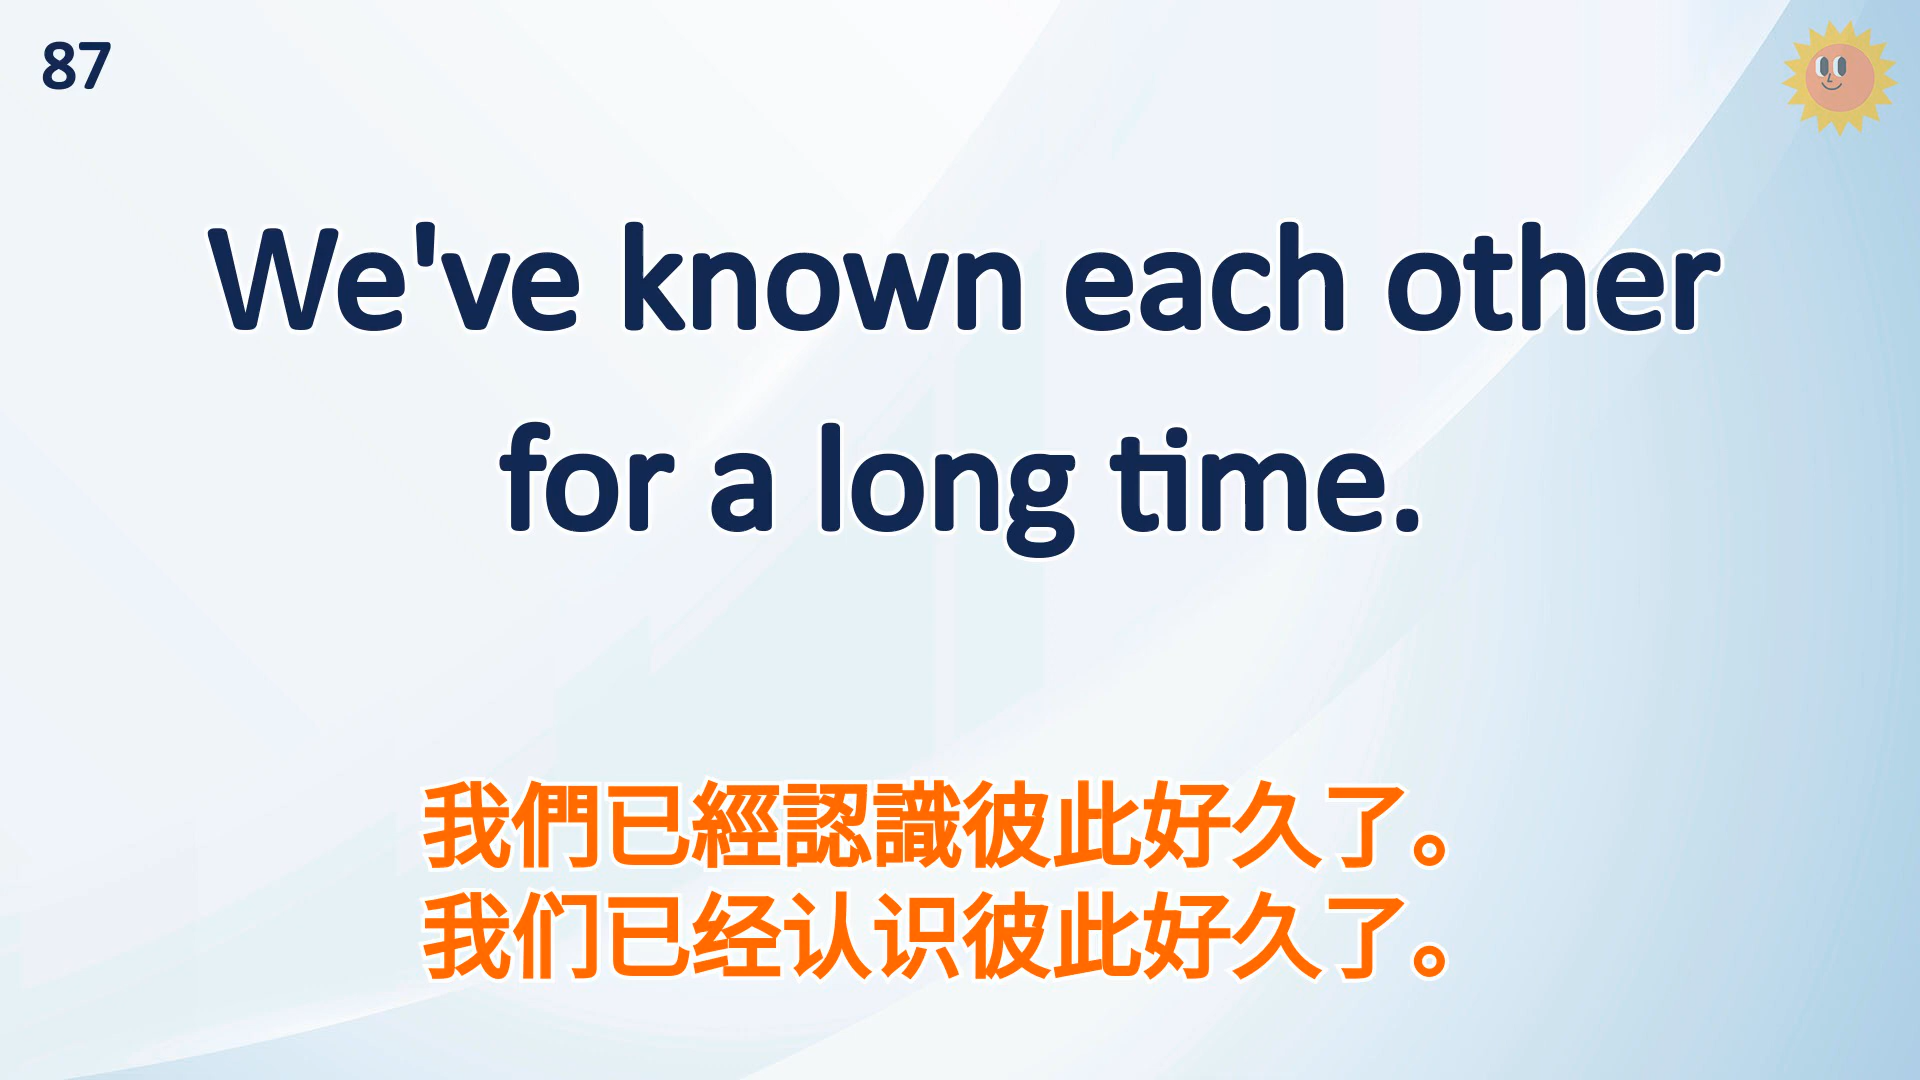 87
We've known each other
for a long time.
我們已經認識彼此好久了。
我们已经认识彼此好久了。